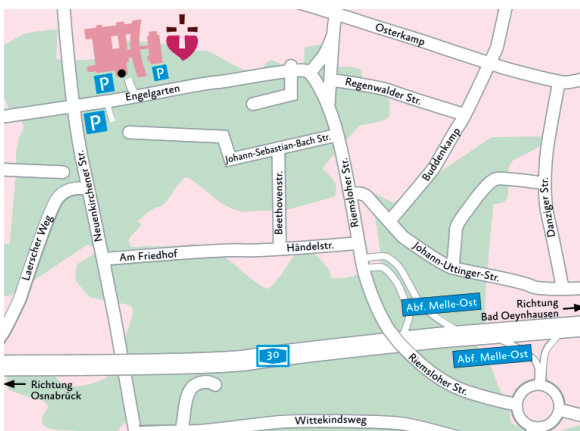 Osterkamp
P
P
Regenwalder Str.
Engelgarten
P
Johann-Sebastian-Bach Str.
Buddenkamp
Neuenkirchener Str.
Beethovenstr.
Riemsloher Str.
Danziger Str.
Laerscher Weg
Am Friedhof
Händelstr.
Johann-Uttinger-Str.
Abf. Melle-Ost
Richtung
Bad Oeynhausen
30
Abf. Melle-Ost
Richtung
Osnabrück
Riemsloher Str.
Wittekindsweg